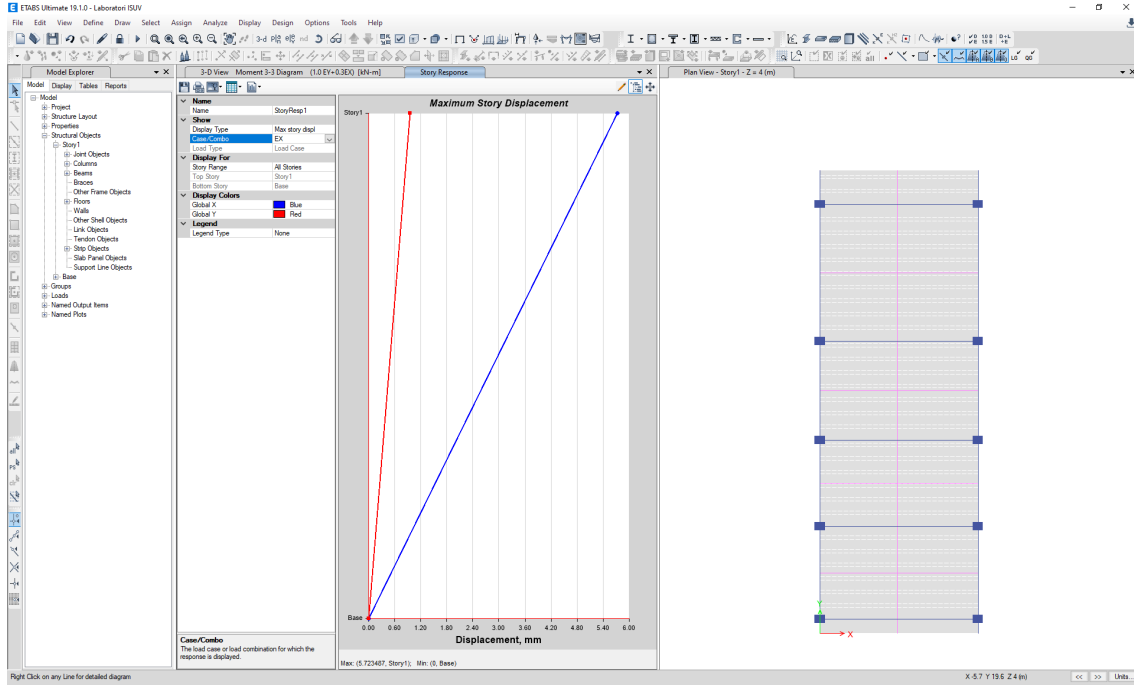 ETABS Ultimate 19.1.0 - Laboratori ISUV
File Edit View Define Draw Select Assign Analyze Display Design Options Tools Help
3-d
Model Explorer
Model Display Tables Reports
Model
Project
Structure Layout
Properties
Structural Objects
Story1
Joint Objects
Columns
Beams
Braces
Other Frame Objects
Floors
Walls
Other Shell Objects
Link Objects
Tendon Objects
Strip Objects
Slab Panel Objects
Support Line Objects
Base
Groups
Loads
Named Output Items
Named Plots
all
PS
3-D View Moment 3-3 Diagram (1.0 EY+0.3EX) [kN-m]
Story Response
Name
Name StoryResp1
Show
Display Type Max story displ
Case/Combo EX
Load Type Load Case
Display For
Story Range All Stories
Top Story Story1
Bottom Story Base
Display Colors
Global X Blue
Global Y Red
Legend
Legend Type None
Case/Combo
The load case or load combination for which the
response is displayed.
Maximum Story Displacement
Story1
Base
0.00 0.60 1.20 1.80 2.40 3.00 3.60 4.20 4.80 5.40 6.00
Displacement, mm
Max: (5.723487, Story1); Min: (0, Base)
Plan View - Story1 - Z = 4 (m)
Y
X
Right Click on any Line for detailed diagram
X -5.7 Y 19.6 Z 4 (m)
<< >> Units...